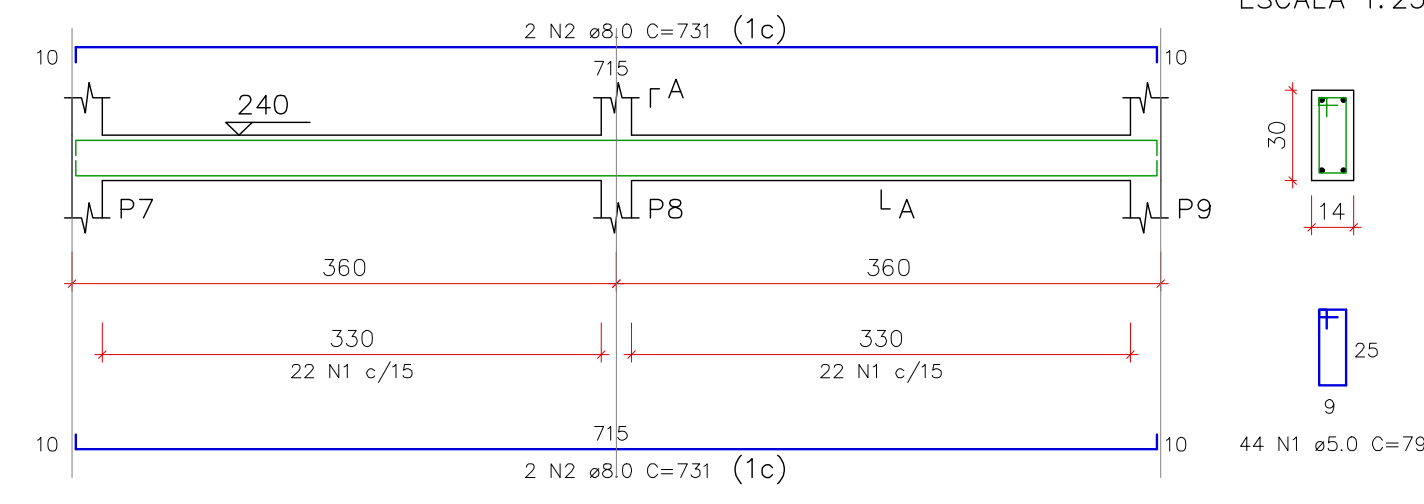 ESCALA 1:25
2 N2 ø8.0 C=731 (1c)
10
10
715
A
240
30
P7
P8
A
P9
14
360
360
330
330
22 N1 c/15
22 N1 c/15
25
9
715
10
10
44 N1 ø5.0 C=79
2 N2 ø8.0 C=731 (1c)